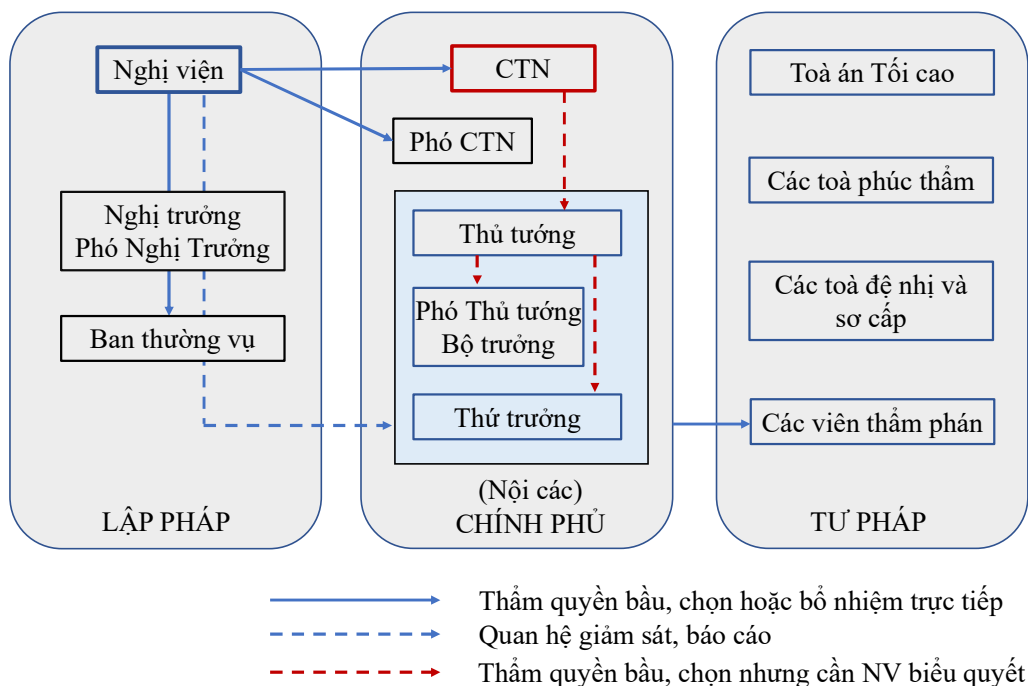 Nghị viện
Nghị trưởng
Phó Nghị Trưởng
Ban thường vụ
LẬP PHÁP
CTN
Phó CTN
Thủ tướng
Phó Thủ tướng
Bộ trưởng
Thứ trưởng
(Nội các)
CHÍNH PHỦ
Toà án Tối cao
Các toà phúc thẩm
Các toà đệ nhị và
sơ cấp
Các viên thẩm phán
TƯ PHÁP
Thẩm quyền bầu, chọn hoặc bổ nhiệm trực tiếp
Quan hệ giảm sát, báo cáo
Thẩm quyền bầu, chọn nhưng cần NV biểu quyết